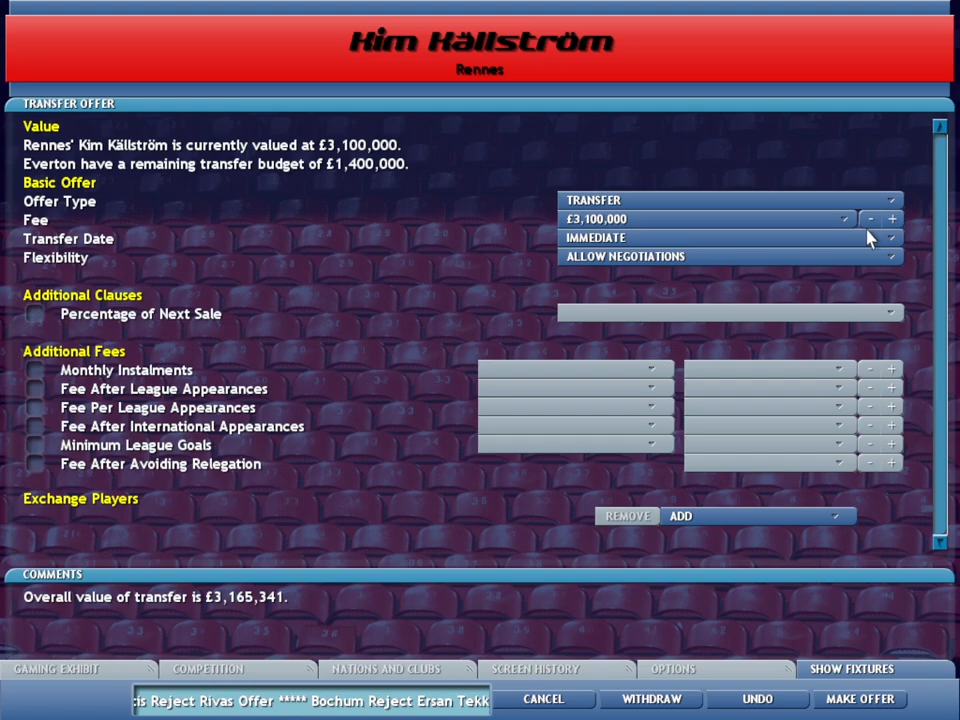 Kim Källström
Rennes
TRANSFER OFFER
Value
Rennes' Kim Källström is currently valued at £3,100,000.
Everton have a remaining transfer budget of £1,400,000.
Basic Offer
Offer Type TRANSFER
Fee £3,100,000 - +
Transfer Date IMMEDIATE
Flexibility ALLOW NEGOTIATIONS
Additional Clauses
Percentage of Next Sale
Additional Fees
Monthly Instalments - +
Fee After League Appearances - +
Fee Per League Appearances - +
Fee After International Appearances - +
Minimum League Goals - +
Fee After Avoiding Relegation - +
Exchange Players
REMOVE ADD
COMMENTS
Overall value of transfer is £3,165,341.
GAMING EXHIBIT COMPETITION NATIONS AND CLUBS SCREEN HISTORY OPTIONS SHOW FIXTURES
is Reject Rivas Offer ***** Bochum Reject Ersan Tekk CANCEL WITHDRAW UNDO MAKE OFFER